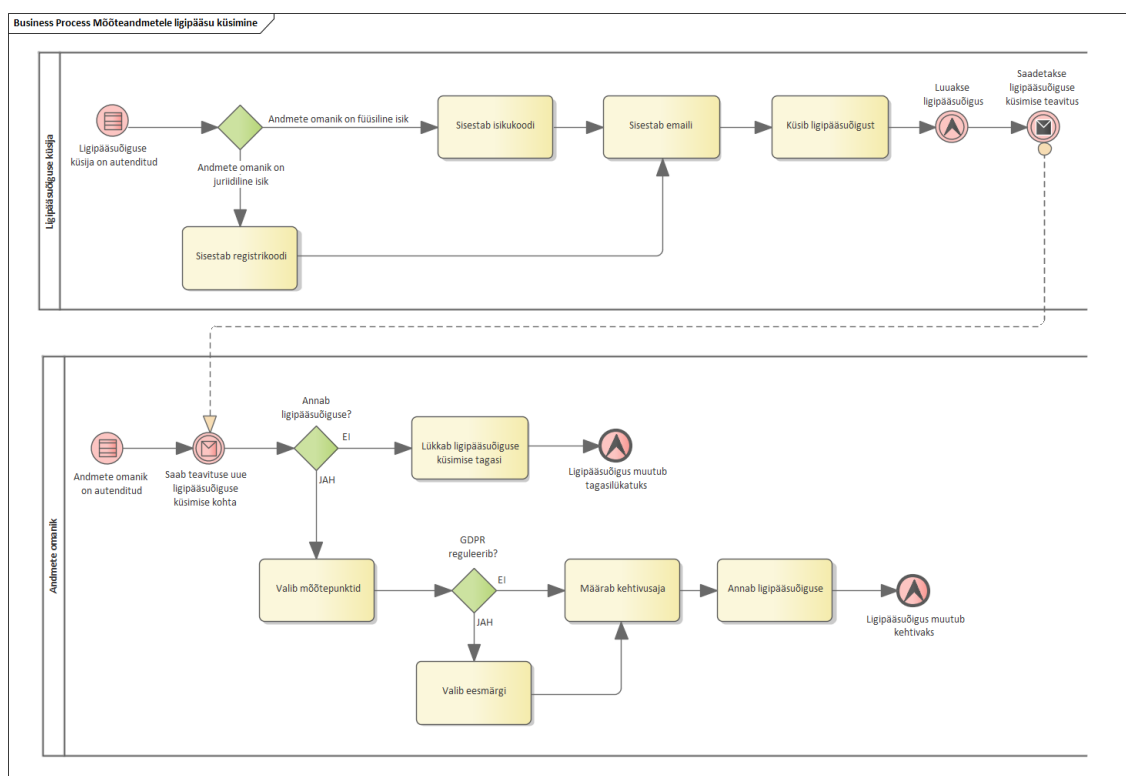 Business Process Mõõteandmetele ligipääsu küsimine
Ligipääsuõiguse küsija
Ligipääsuõiguse
küsija on autenditud
Andmete omanik on füüsiline isik
Andmete omanik on
juriidiline isik
Sisestab registrikoodi
Sisestab isikukoodi
Sisestab emaili
Küsib ligipääsuõigust
Luuakse
ligipääsuõigus
Saadetakse
ligipääsuõiguse
küsimise teavitus
Andmete omanik
Andmete omanik
on autenditud
Saab teavituse uue
ligipääsuõiguse
küsimise kohta
Annab
ligipääsuõiguse?
EI
JAH
Lükkab ligipääsuõiguse
küsimise tagasi
Ligipääsuõigus muutub
tagasilükatuks
Valib mõõtepunktid
GDPR
reguleerib?
EI
JAH
Valib eesmärgi
Määrab kehtivusaja
Annab ligipääsuõiguse
Ligipääsuõigus muutub
kehtivaks